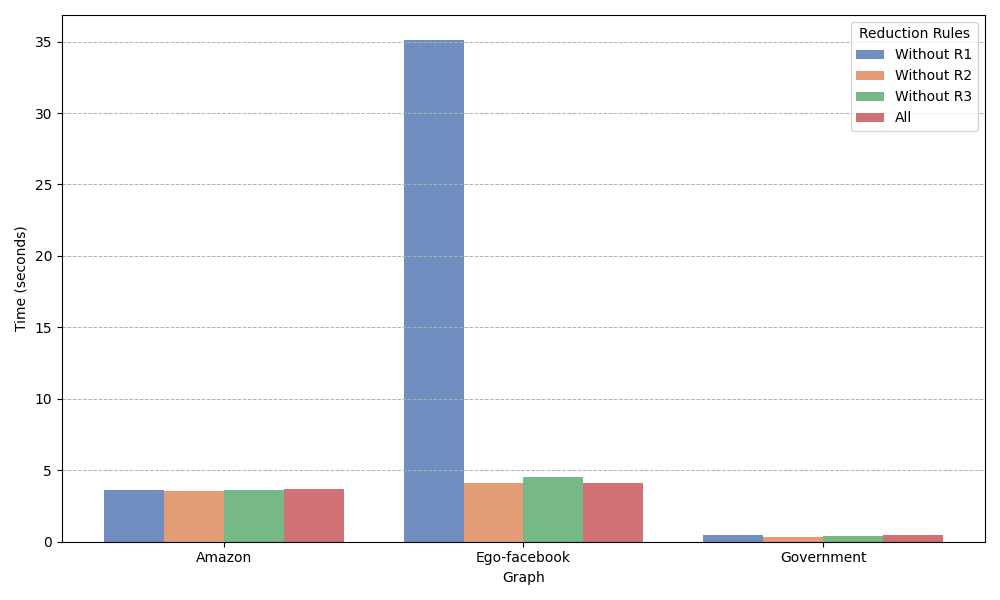 Reduction Rules
Without R1
Without R2
Without R3
All
Time (seconds)
35
30
25
20
15
10
5
0
Amazon
Ego-facebook
Government
Graph